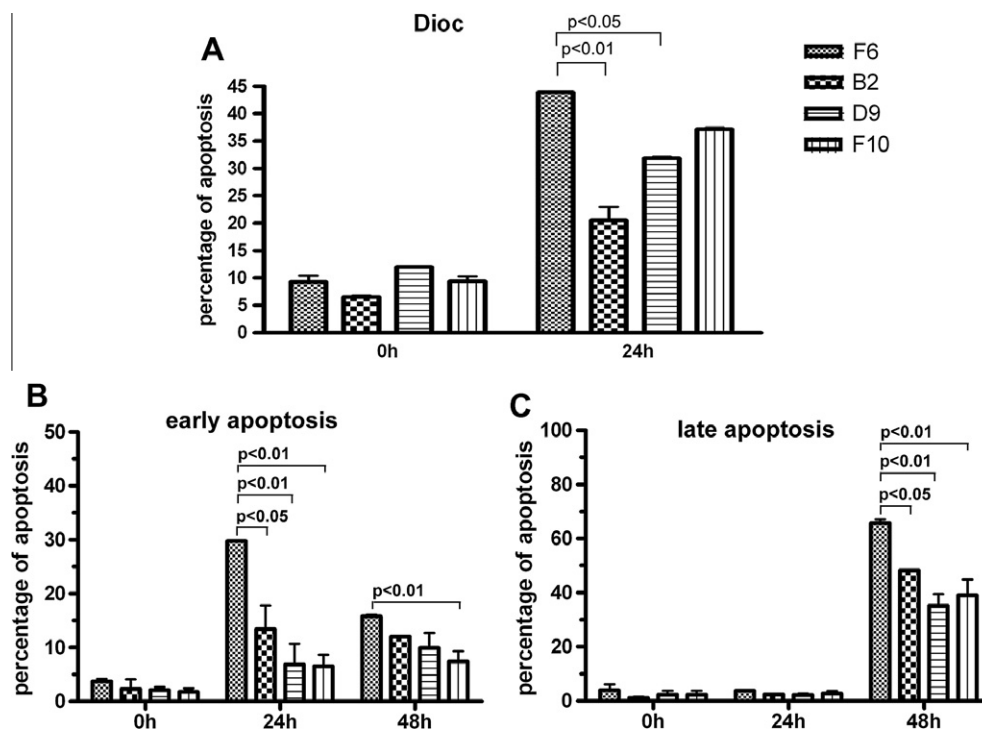 Dioc
A
p<0.05
p<0.01
F6
B2
D9
F10
percentage of apoptosis
45
40
35
30
25
20
15
10
5
0
0h
24h
B
early apoptosis
percentage of apoptosis
50
40
30
20
10
0
p<0.01
p<0.01
p<0.05
p<0.01
0h
24h
48h
C
late apoptosis
percentage of apoptosis
100
80
60
40
20
0
p<0.01
p<0.01
p<0.05
0h
24h
48h